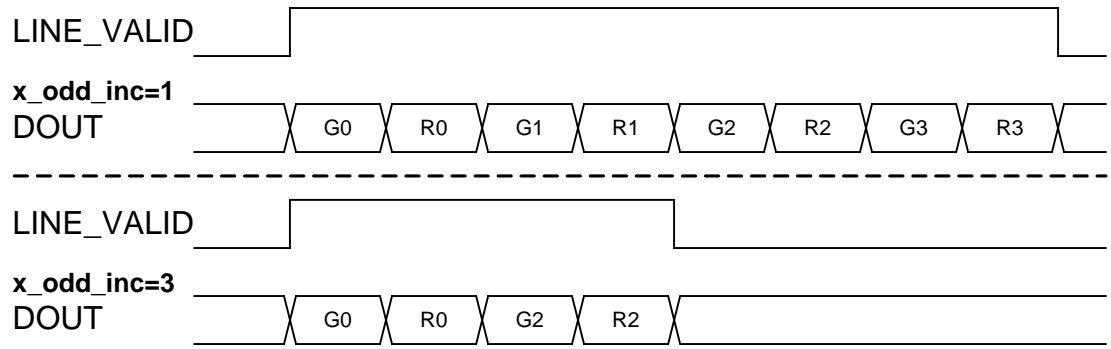 LINE_VALID
x_odd_inc=1
DOUT G0 R0 G1 R1 G2 R2 G3 R3
LINE_VALID
x_odd_inc=3
DOUT G0 R0 G2 R2